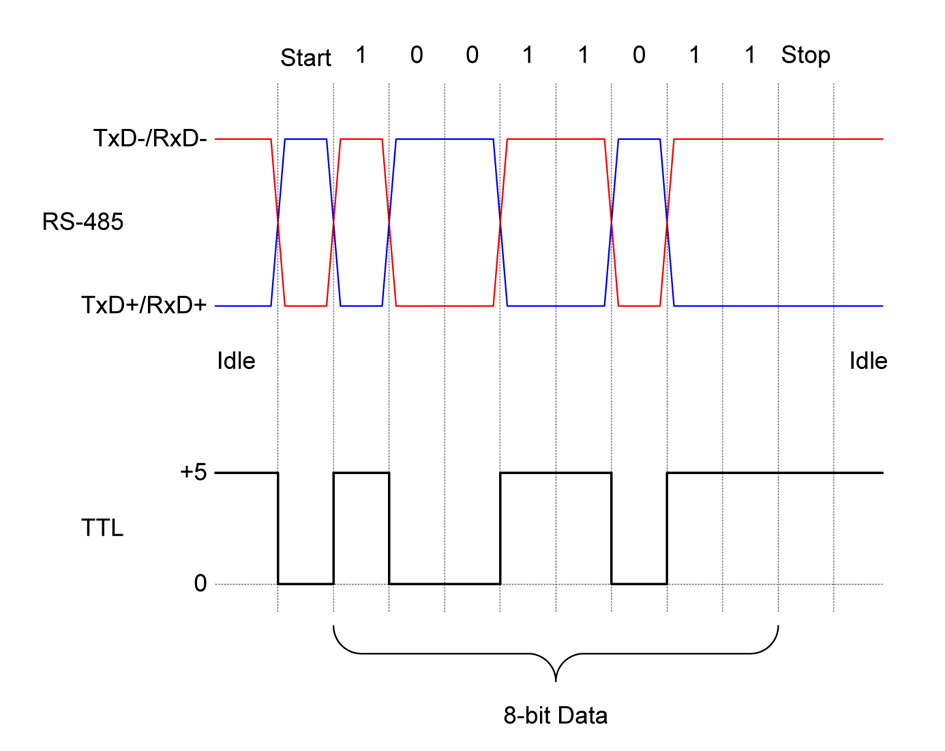 Start 1 0 0 1 1 0 1 1 Stop
TxD-/RxD-
RS-485
TxD+/RxD+
Idle Idle
+5
TTL
0
8-bit Data